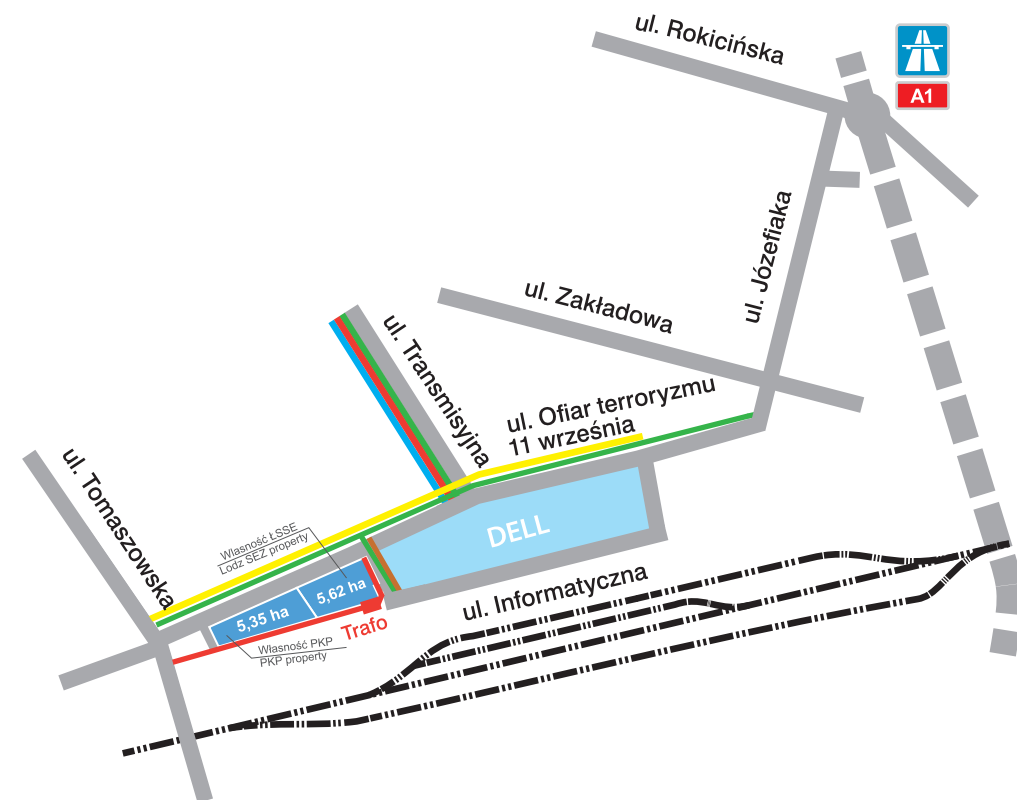 ul. Rokicińska
A1
ul. Józefiaka
ul. Zakładowa
ul. Transmisyjna
ul. Ofiar terroryzmu
11 września
ul. Tomaszowska
Własność ŁSSE
Lodz SEZ property
DELL
5,62 ha
5,35 ha
ul. Informatyczna
Trafo
Własność PKP
PKP property